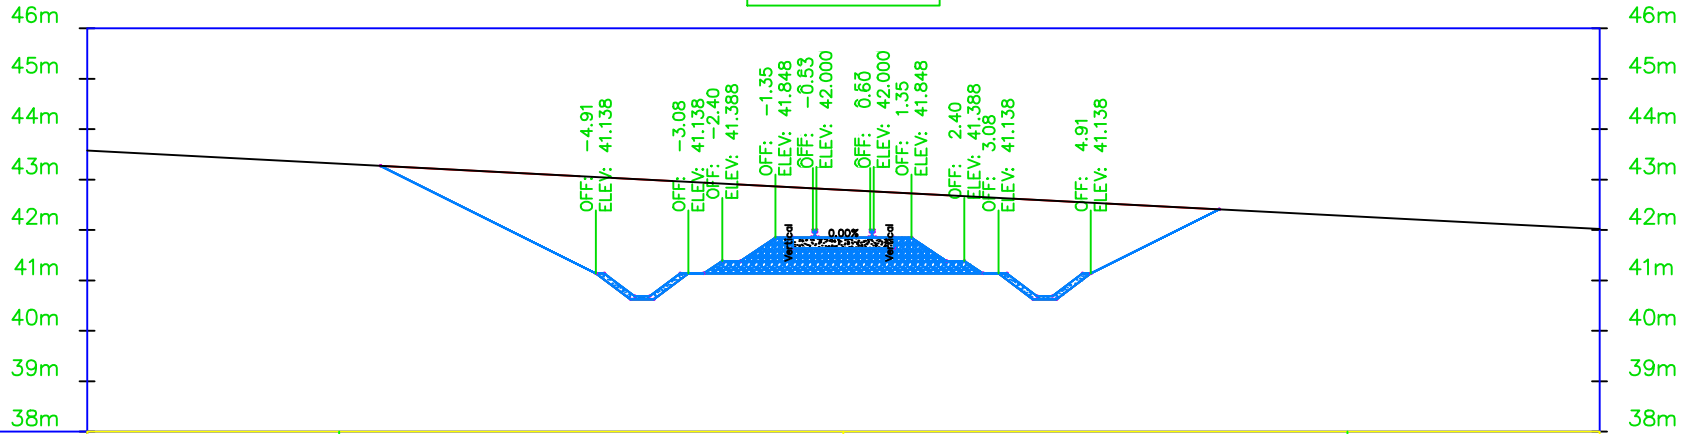 46m
46m
45m
45m
44m
44m
43m
43m
42m
42m
41m
41m
40m
40m
39m
39m
38m
38m
OFF: -4.91
ELEV: 41.138
OFF: -3.08
ELEV: 41.138
OFF: -2.40
ELEV: 41.388
OFF: -1.35
ELEV: 41.848
OFF: -0.53
ELEV: 42.000
OFF:
ELEV: 42.000
OFF: 1.35
ELEV: 41.848
OFF: 2.40
ELEV: 41.388
OFF: 3.08
ELEV: 41.138
OFF: 4.91
ELEV: 41.138
Vertical
0.00%
Vertical